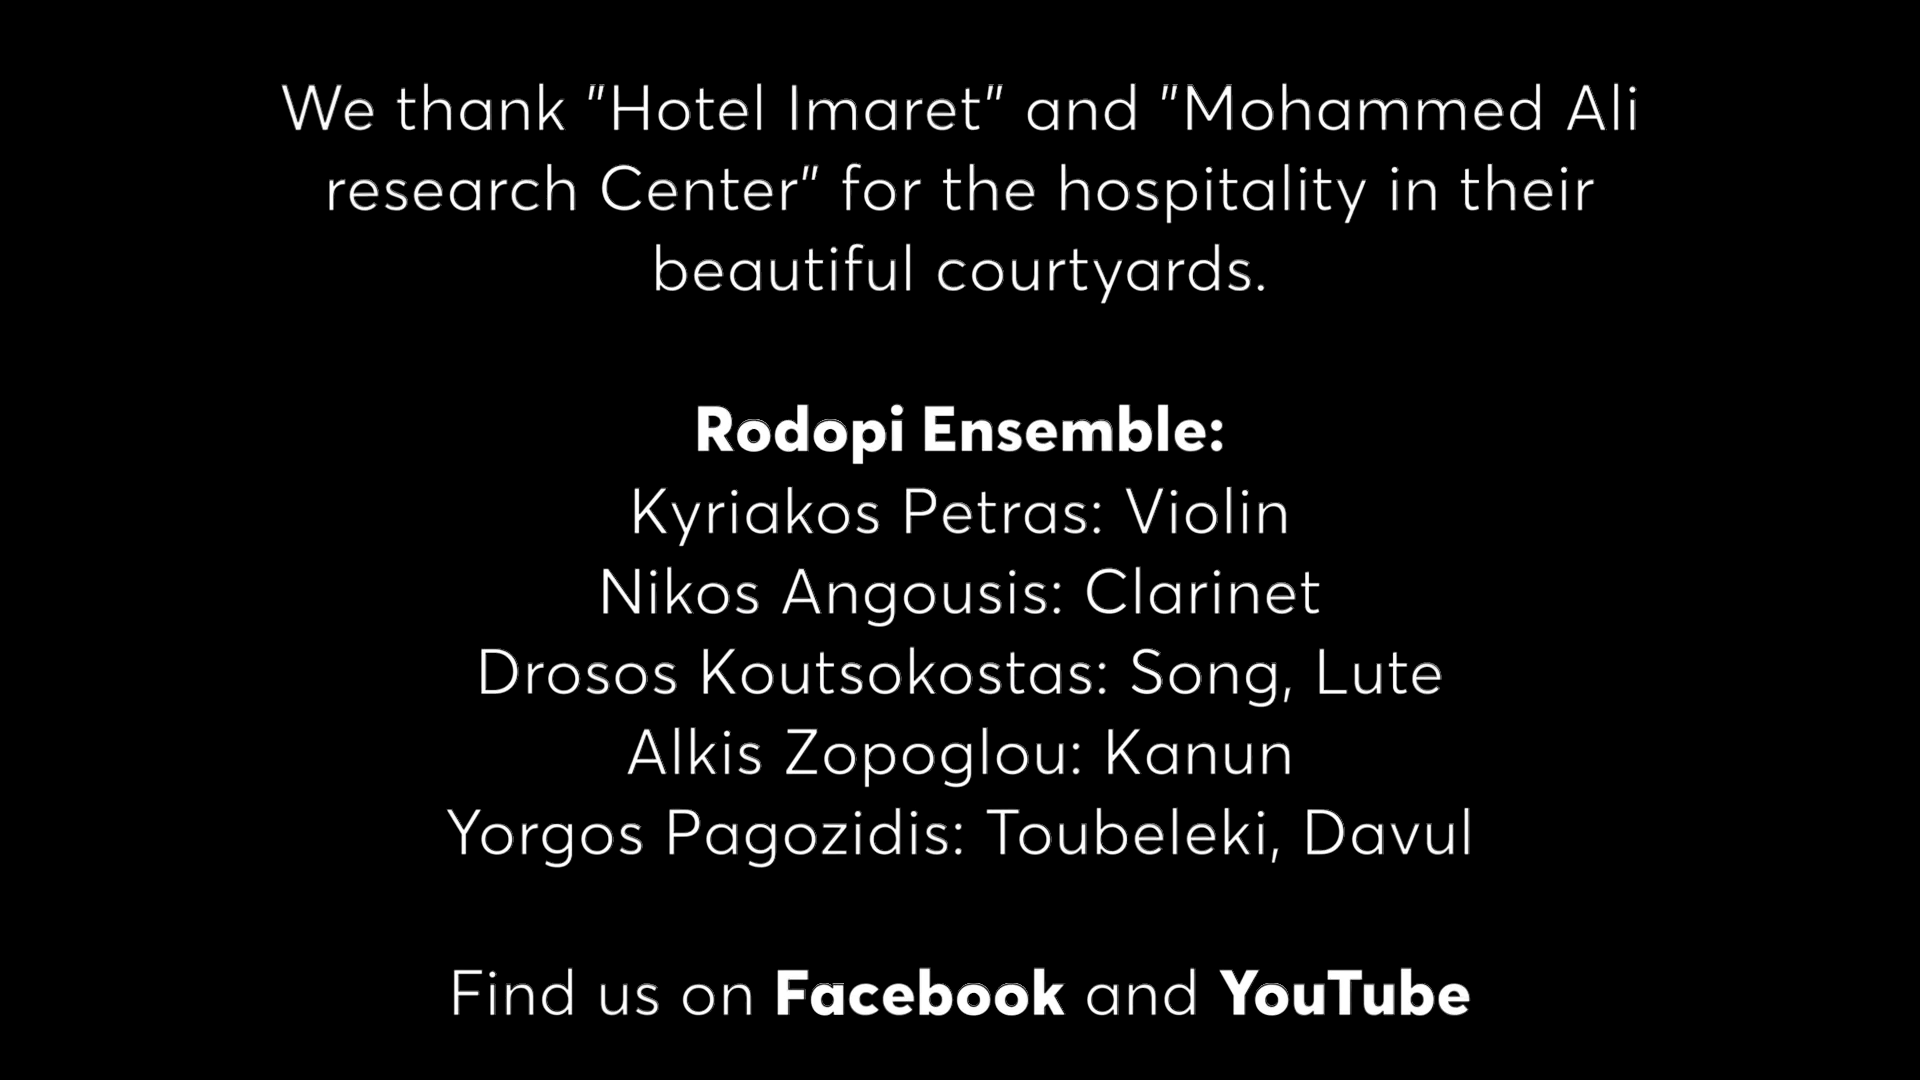 We thank "Hotel Imaret" and "Mohammed Ali
research Center" for the hospitality in their
beautiful courtyards.
Rodopi Ensemble:
Kyriakos Petras: Violin
Nikos Angousis: Clarinet
Drosos Koutsokostas: Song, Lute
Alkis Zopoglou: Kanun
Yorgos Pagozidis: Toubeleki, Davul
Find us on Facebook and YouTube